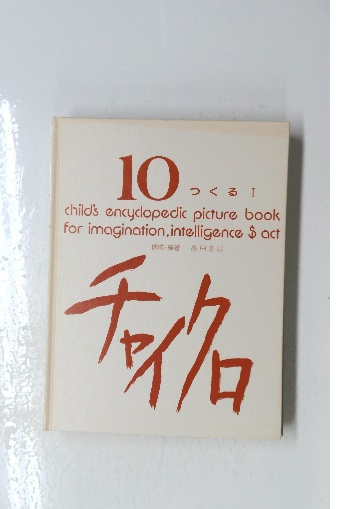 10 つくる I
child's encyclopedic picture book
for imagination, intelligence $ act
チャイクロ